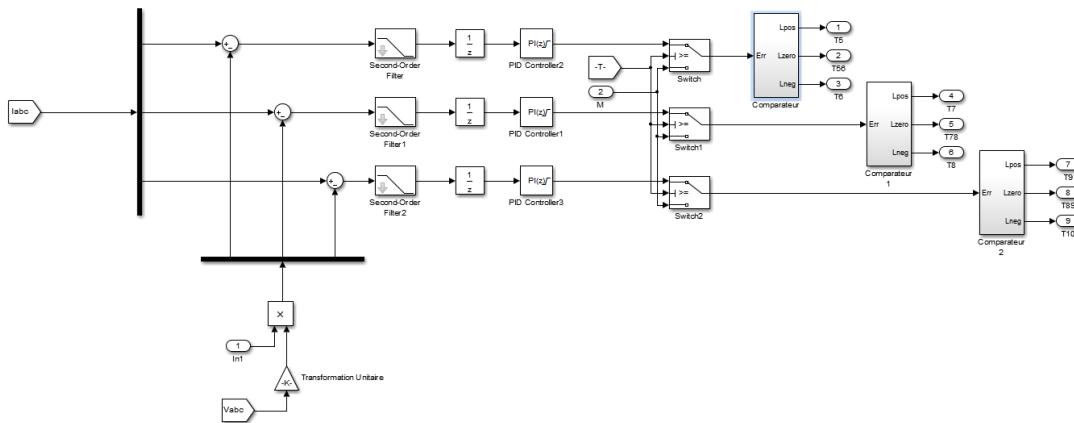 Iabc
+_
+_
+_
Second-Order
Filter
Second-Order
Filter1
Second-Order
Filter2
1
z
1
z
1
z
PI(z)
PID Controller2
PI(z)
PID Controller1
PI(z)
PID Controller3
-T-
2
M
>=
Switch
>=
Switch1
>=
Switch2
Err
Lpos
Lzero
Lneg
Comparateur
1
T5
2
T56
3
T6
Err
Lpos
Lzero
Lneg
Comparateur
1
4
T7
5
T78
6
T8
Err
Lpos
Lzero
Lneg
Comparateur
2
7
T9
8
T89
9
T10
×
1
In1
-K-
Transformation Unitaire
Vabc